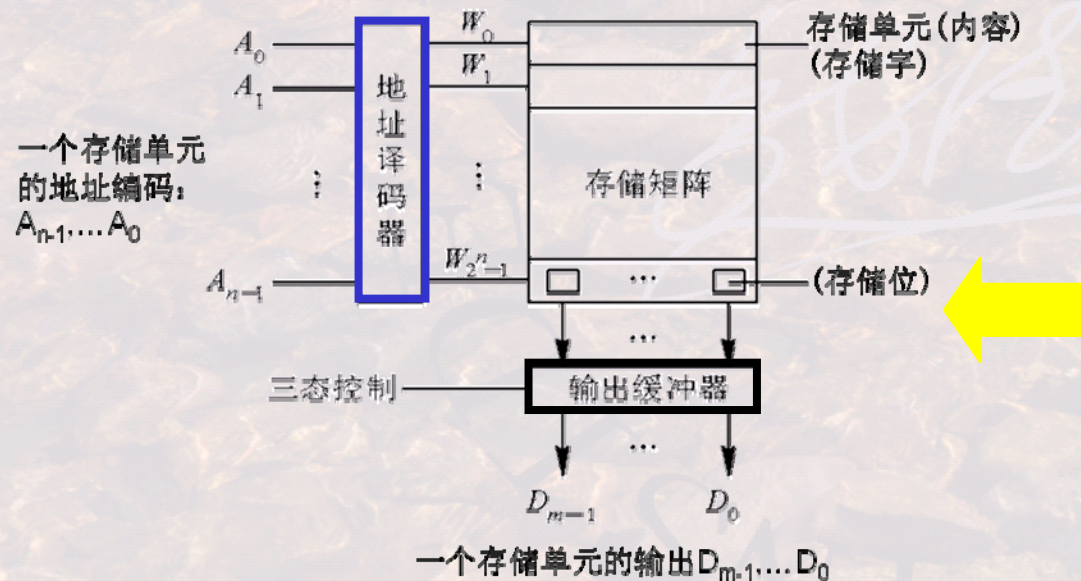 A₀
A₁
⋮
Aₙ₋₁
一个存储单元
的地址编码：
Aₙ₋₁,…A₀
地址译码器
W₀
W₁
⋮
W₂ⁿ₋₁
存储矩阵
…
存储单元(内容)
(存储字)
(存储位)
…
三态控制
输出缓冲器
…
Dₘ₋₁
D₀
一个存储单元的输出Dₘ₋₁,…D₀